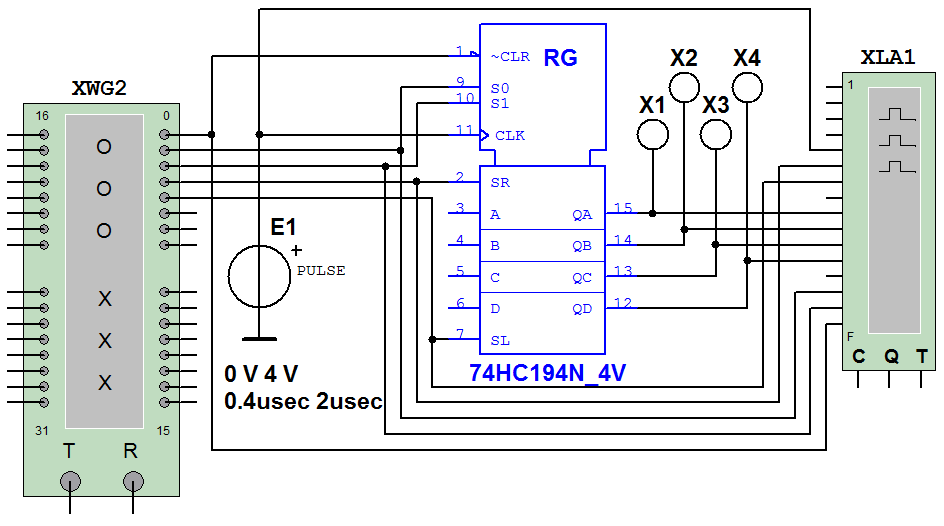 XWG2
16 0
O
O
O
X
X
X
31 15
T R
E1
+
PULSE
0 V 4 V
0.4usec 2usec
RG
1 ~CLR
9 S0
10 S1
11 CLK
2 SR
3 A QA 15
4 B QB 14
5 C QC 13
6 D QD 12
7 SL
74HC194N_4V
X2 X4
X1 X3
XLA1
1
F
C Q T